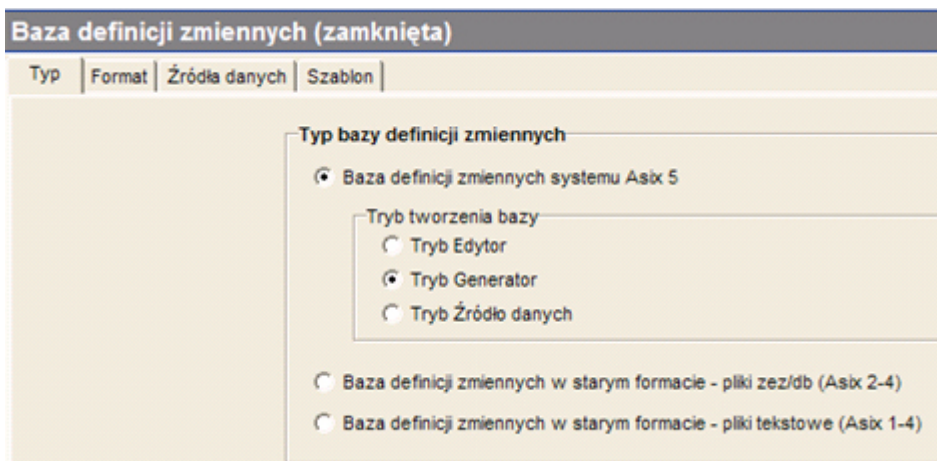 Baza definicji zmiennych (zamknięta)
Typ Format Źródła danych Szablon
Typ bazy definicji zmiennych
Baza definicji zmiennych systemu Asix 5
Tryb tworzenia bazy
Tryb Edytor
Tryb Generator
Tryb Źródło danych
Baza definicji zmiennych w starym formacie - pliki zez/db (Asix 2-4)
Baza definicji zmiennych w starym formacie - pliki tekstowe (Asix 1-4)